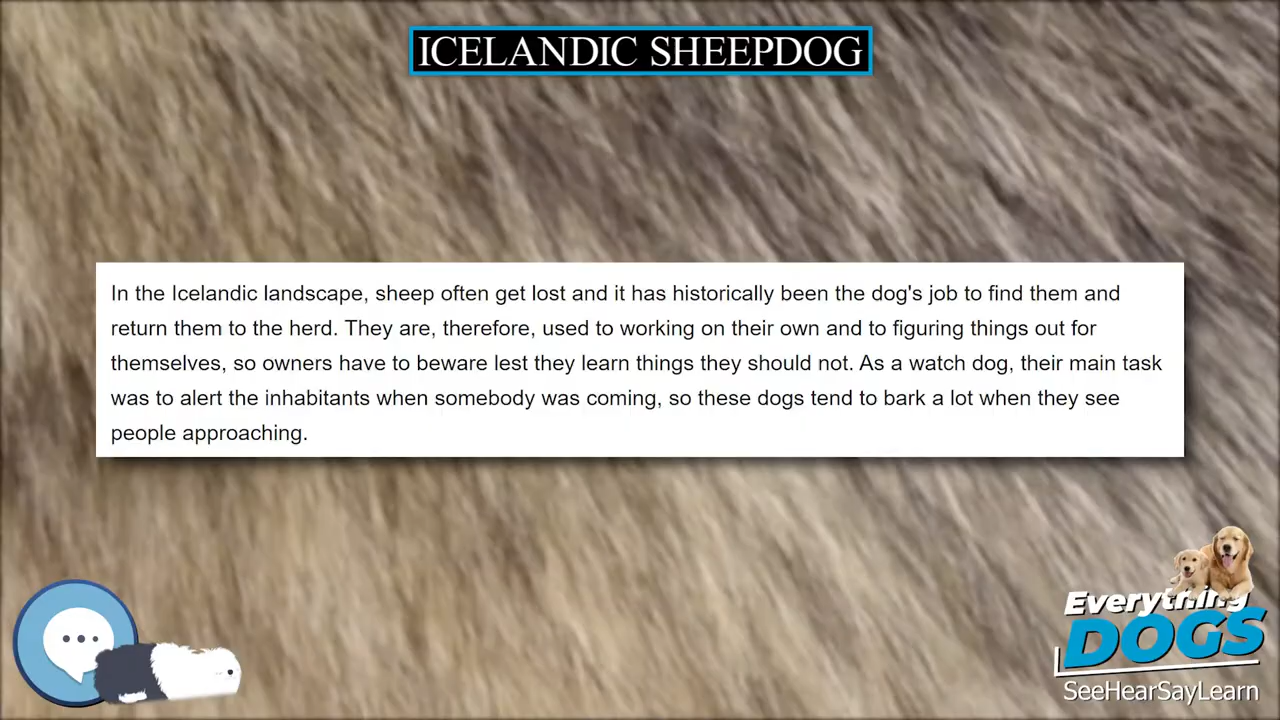 ICELANDIC SHEEPDOG
In the Icelandic landscape, sheep often get lost and it has historically been the dog's job to find them and
return them to the herd. They are, therefore, used to working on their own and to figuring things out for
themselves, so owners have to beware lest they learn things they should not. As a watch dog, their main task
was to alert the inhabitants when somebody was coming, so these dogs tend to bark a lot when they see
people approaching.
Everything
DOGS
SeeHearSayLearn